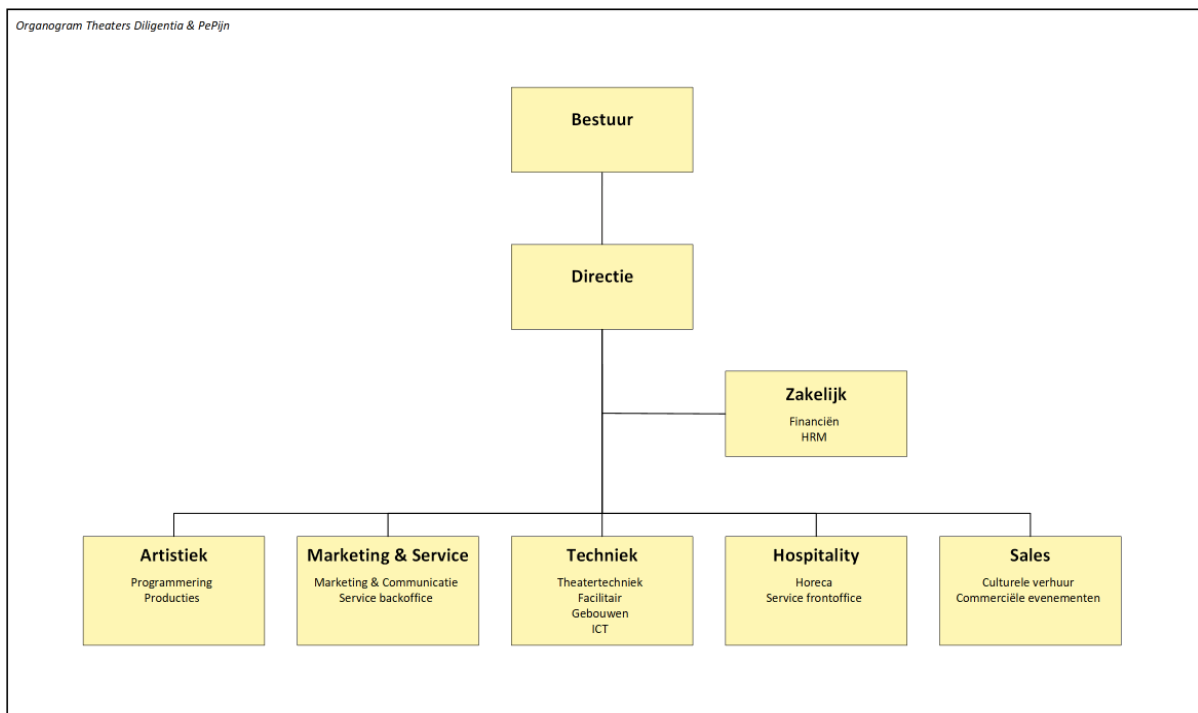 Organogram Theaters Diligentia & PePijn
Bestuur
Directie
Zakelijk
Financiën
HRM
Artistiek
Programmering
Producties
Marketing & Service
Marketing & Communicatie
Service backoffice
Techniek
Theatertechniek
Facilitair
Gebouwen
ICT
Hospitality
Horeca
Service frontoffice
Sales
Culturele verhuur
Commerciële evenementen